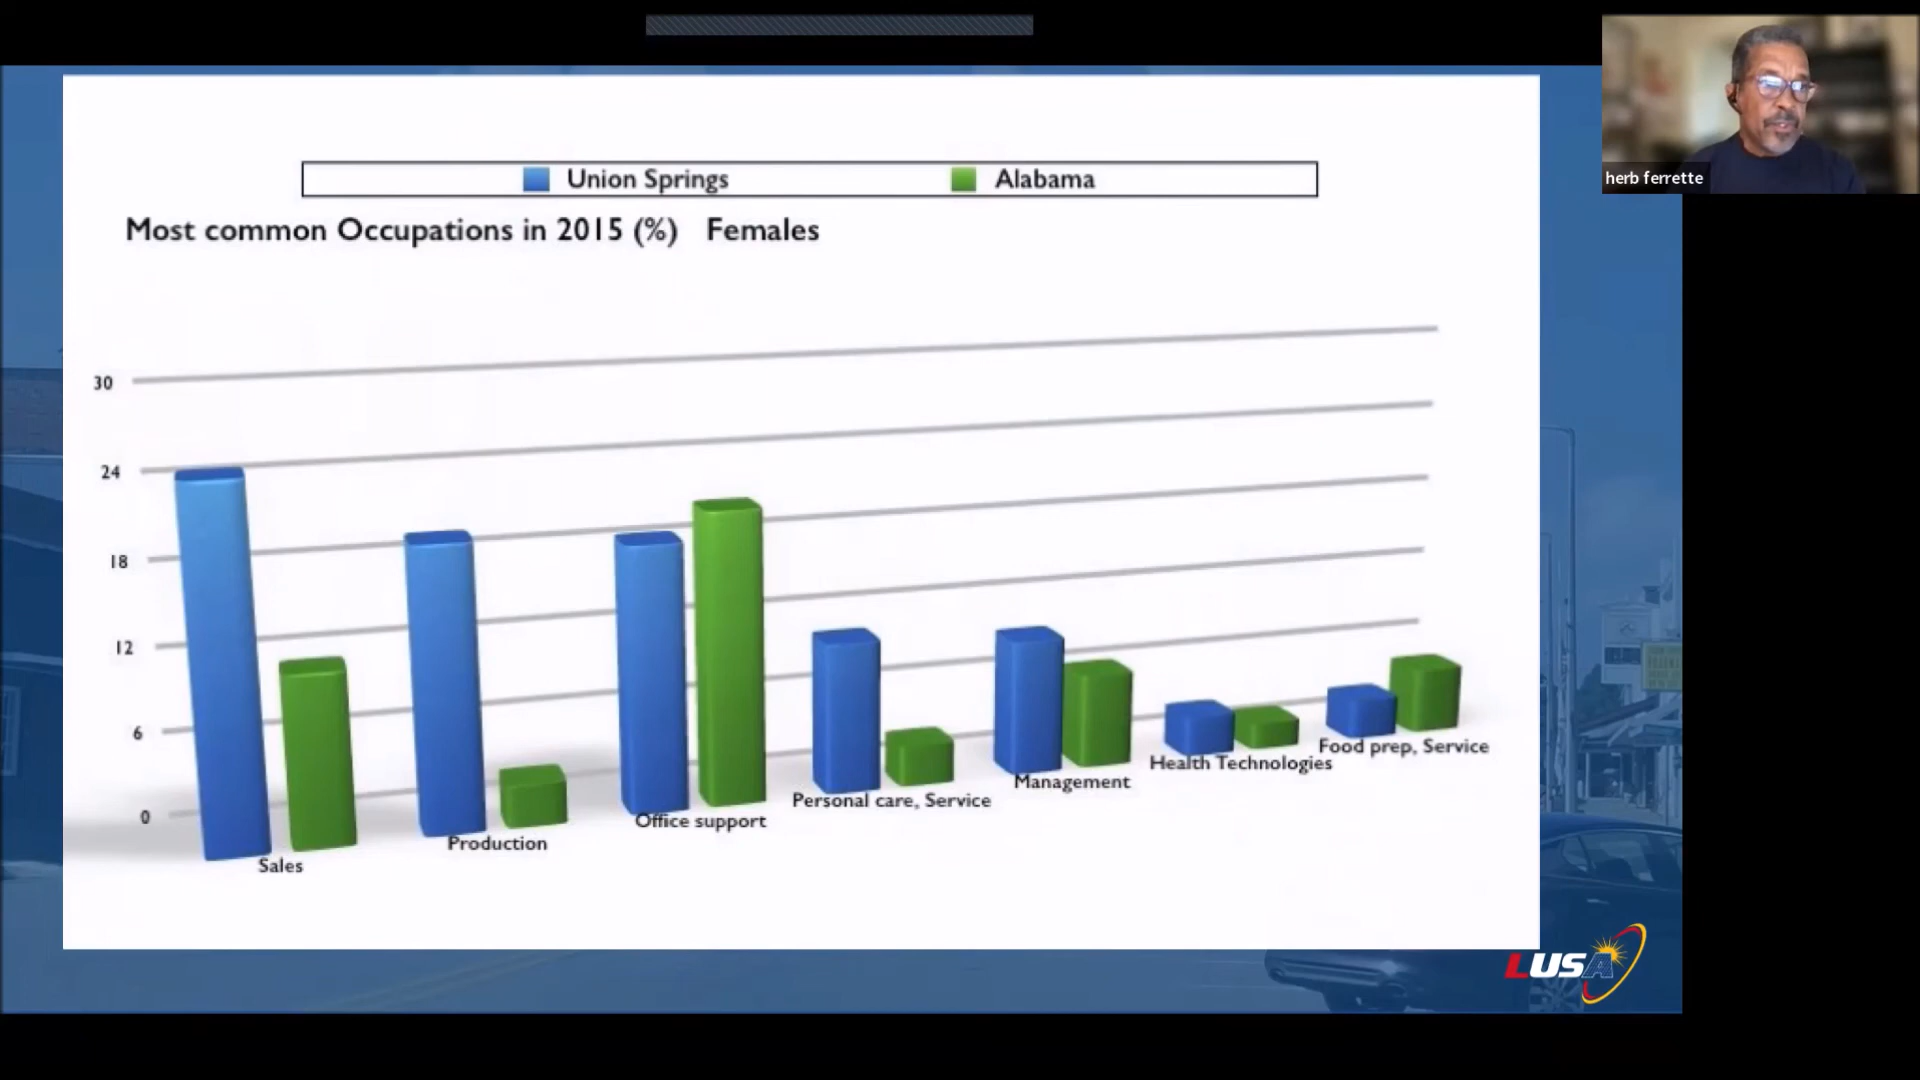 herb ferrette
Union Springs
Alabama
Most common Occupations in 2015 (%) Females
30
24
18
12
6
0
Sales
Production
Office support
Personal care, Service
Management
Health Technologies
Food prep, Service
LUSA